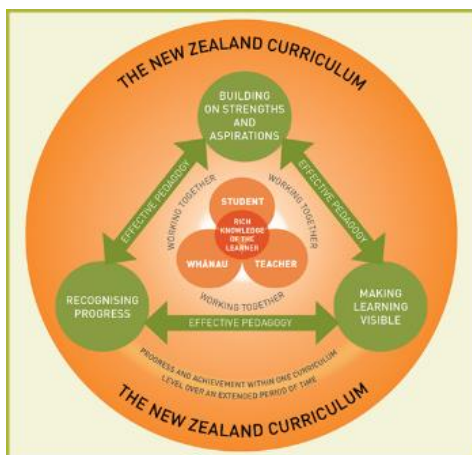 THE NEW ZEALAND CURRICULUM
BUILDING
ON STRENGTHS
AND
ASPIRATIONS
EFFECTIVE PEDAGOGY
EFFECTIVE PEDAGOGY
WORKING TOGETHER
WORKING TOGETHER
STUDENT
RICH
KNOWLEDGE
OF THE
LEARNER
WHĀNAU
TEACHER
WORKING TOGETHER
RECOGNISING
PROGRESS
MAKING
LEARNING
VISIBLE
EFFECTIVE PEDAGOGY
PROGRESS AND ACHIEVEMENT WITHIN ONE CURRICULUM
LEVEL OVER AN EXTENDED PERIOD OF TIME
THE NEW ZEALAND CURRICULUM